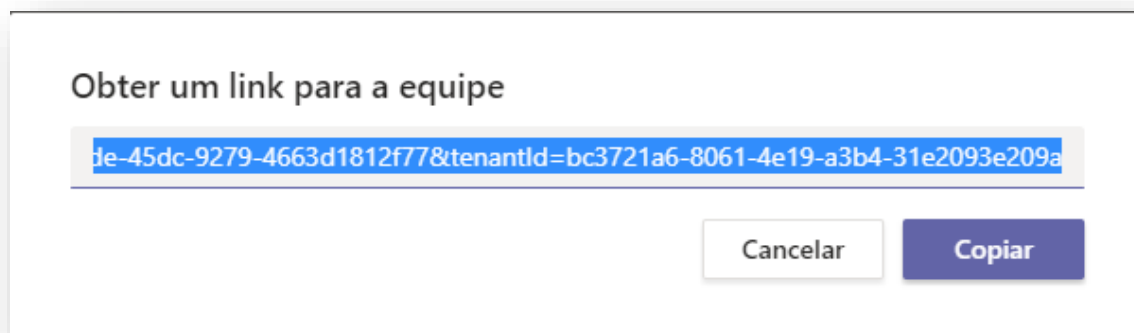 Obter um link para a equipe
de-45dc-9279-4663d1812f77&tenantId=bc3721a6-8061-4e19-a3b4-31e2093e209a
Cancelar
Copiar